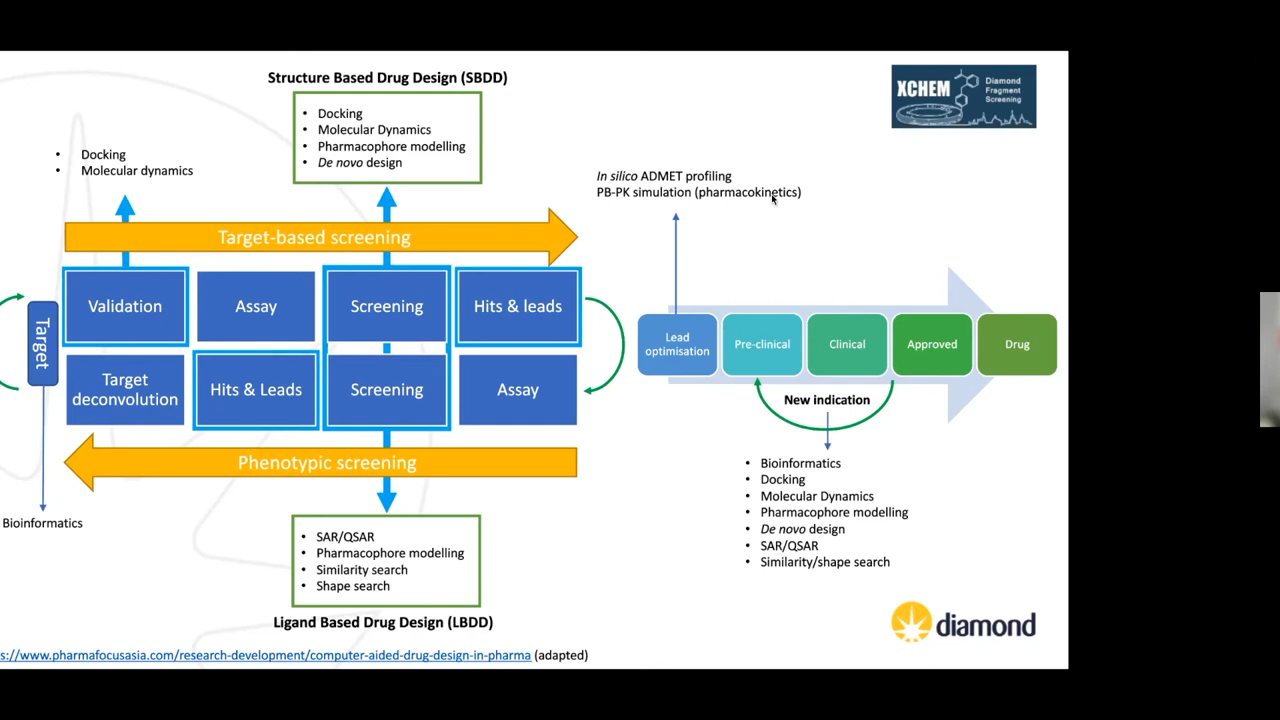 Structure Based Drug Design (SBDD)
• Docking
• Molecular Dynamics
• Pharmacophore modelling
• De novo design
XCHEM
Diamond
Fragment
Screening
• Docking
• Molecular dynamics
In silico ADMET profiling
PB-PK simulation (pharmacokinetics)
Target-based screening
Target
Validation
Assay
Screening
Hits & leads
Target
deconvolution
Hits & Leads
Screening
Assay
Lead
optimisation
Pre-clinical
Clinical
Approved
Drug
New indication
Phenotypic screening
• Bioinformatics
• Docking
• Molecular Dynamics
• Pharmacophore modelling
• De novo design
• SAR/QSAR
• Similarity/shape search
Bioinformatics
• SAR/QSAR
• Pharmacophore modelling
• Similarity search
• Shape search
Ligand Based Drug Design (LBDD)
diamond
s://www.pharmafocusasia.com/research-development/computer-aided-drug-design-in-pharma (adapted)